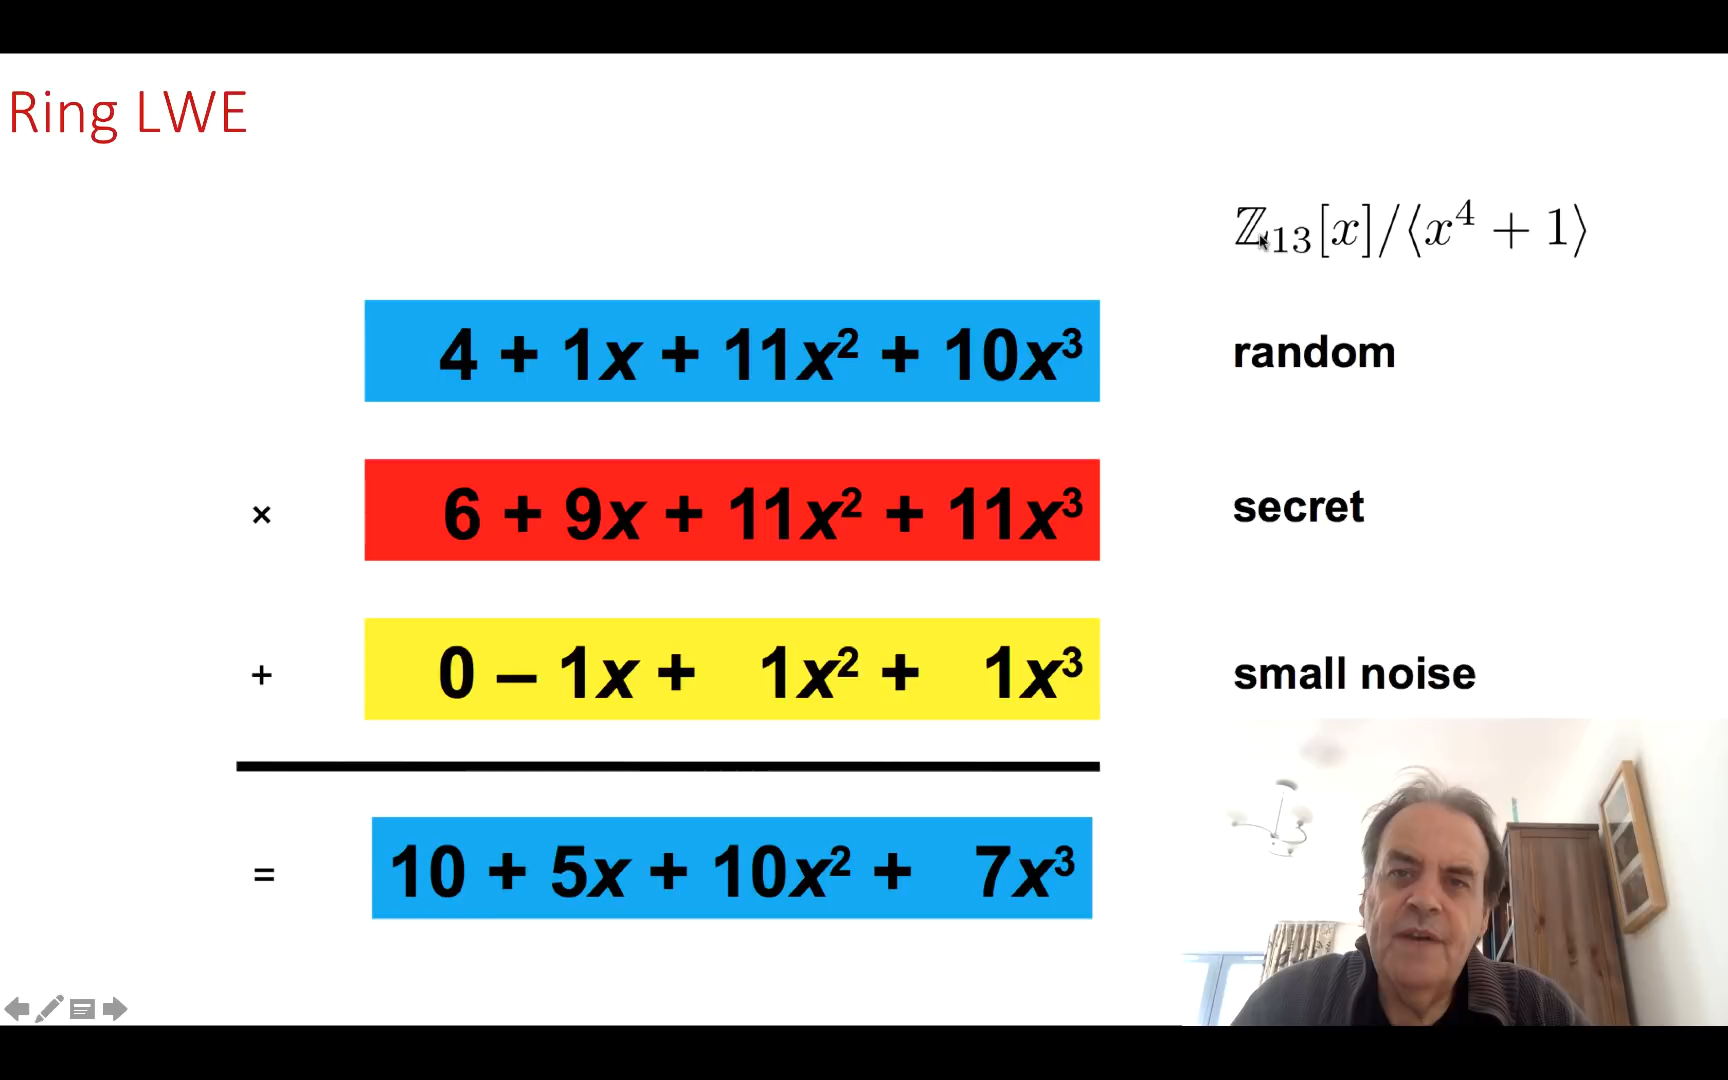 Ring LWE
ℤ₁₃[x]/⟨x⁴ + 1⟩
4 + 1x + 11x² + 10x³ random
× 6 + 9x + 11x² + 11x³ secret
+ 0 – 1x + 1x² + 1x³ small noise
= 10 + 5x + 10x² + 7x³